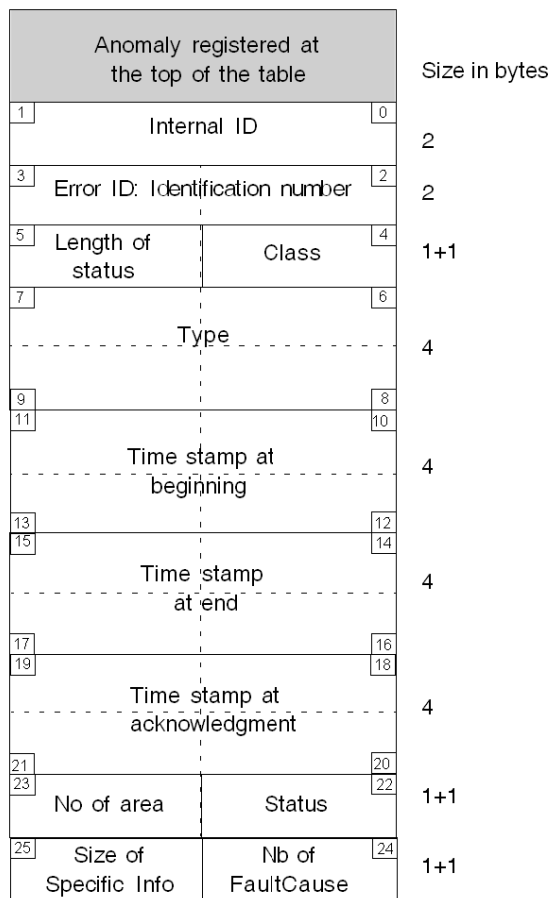 Anomaly registered at
the top of the table
Size in bytes
1
0
Internal ID
2
3
2
Error ID: Identification number
2
5
4
Length of
status
Class
1+1
7
6
Type
4
9
8
11
10
Time stamp at
beginning
4
13
12
15
14
Time stamp
at end
4
17
16
19
18
Time stamp at
acknowledgment
4
21
20
23
22
No of area
Status
1+1
25
24
Size of
Specific Info
Nb of
FaultCause
1+1